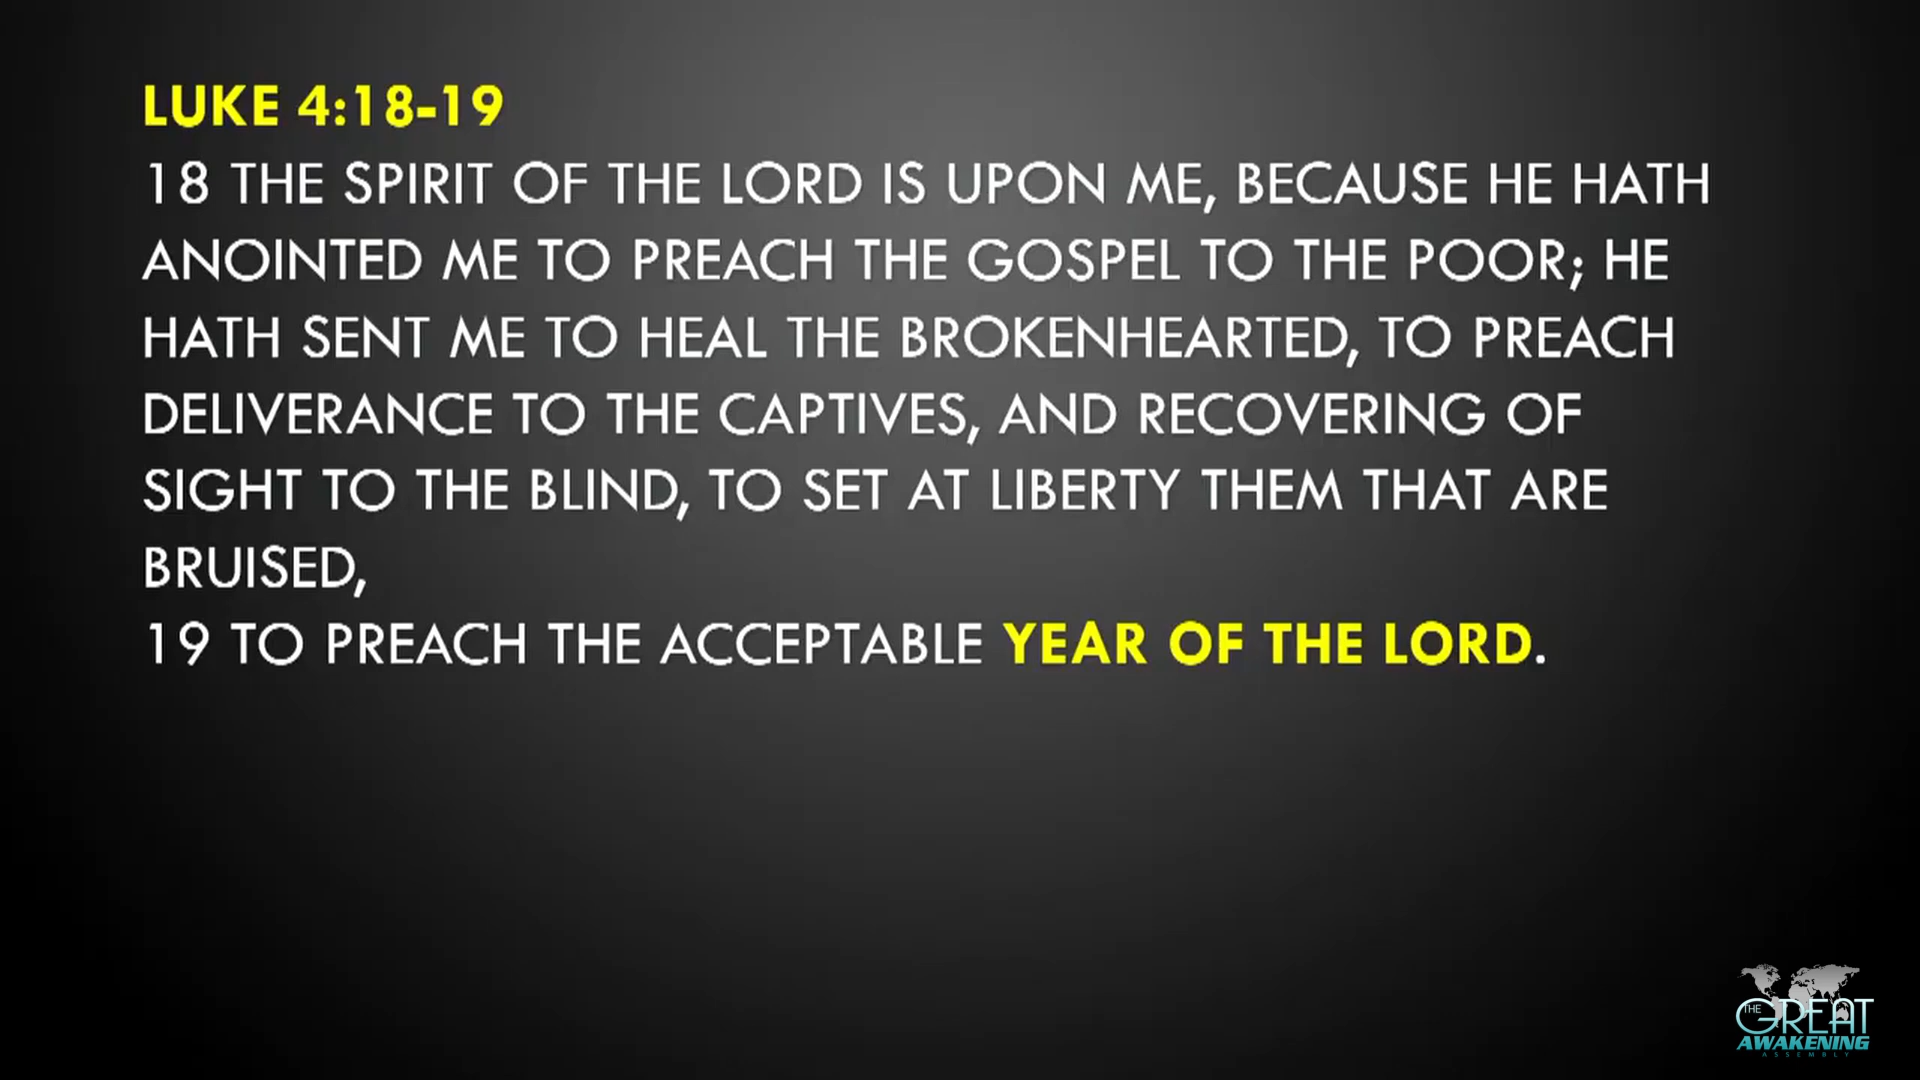 LUKE 4:18-19
18 THE SPIRIT OF THE LORD IS UPON ME, BECAUSE HE HATH
ANOINTED ME TO PREACH THE GOSPEL TO THE POOR; HE
HATH SENT ME TO HEAL THE BROKENHEARTED, TO PREACH
DELIVERANCE TO THE CAPTIVES, AND RECOVERING OF
SIGHT TO THE BLIND, TO SET AT LIBERTY THEM THAT ARE
BRUISED,
19 TO PREACH THE ACCEPTABLE YEAR OF THE LORD.
THE GREAT
AWAKENING
ASSEMBLY